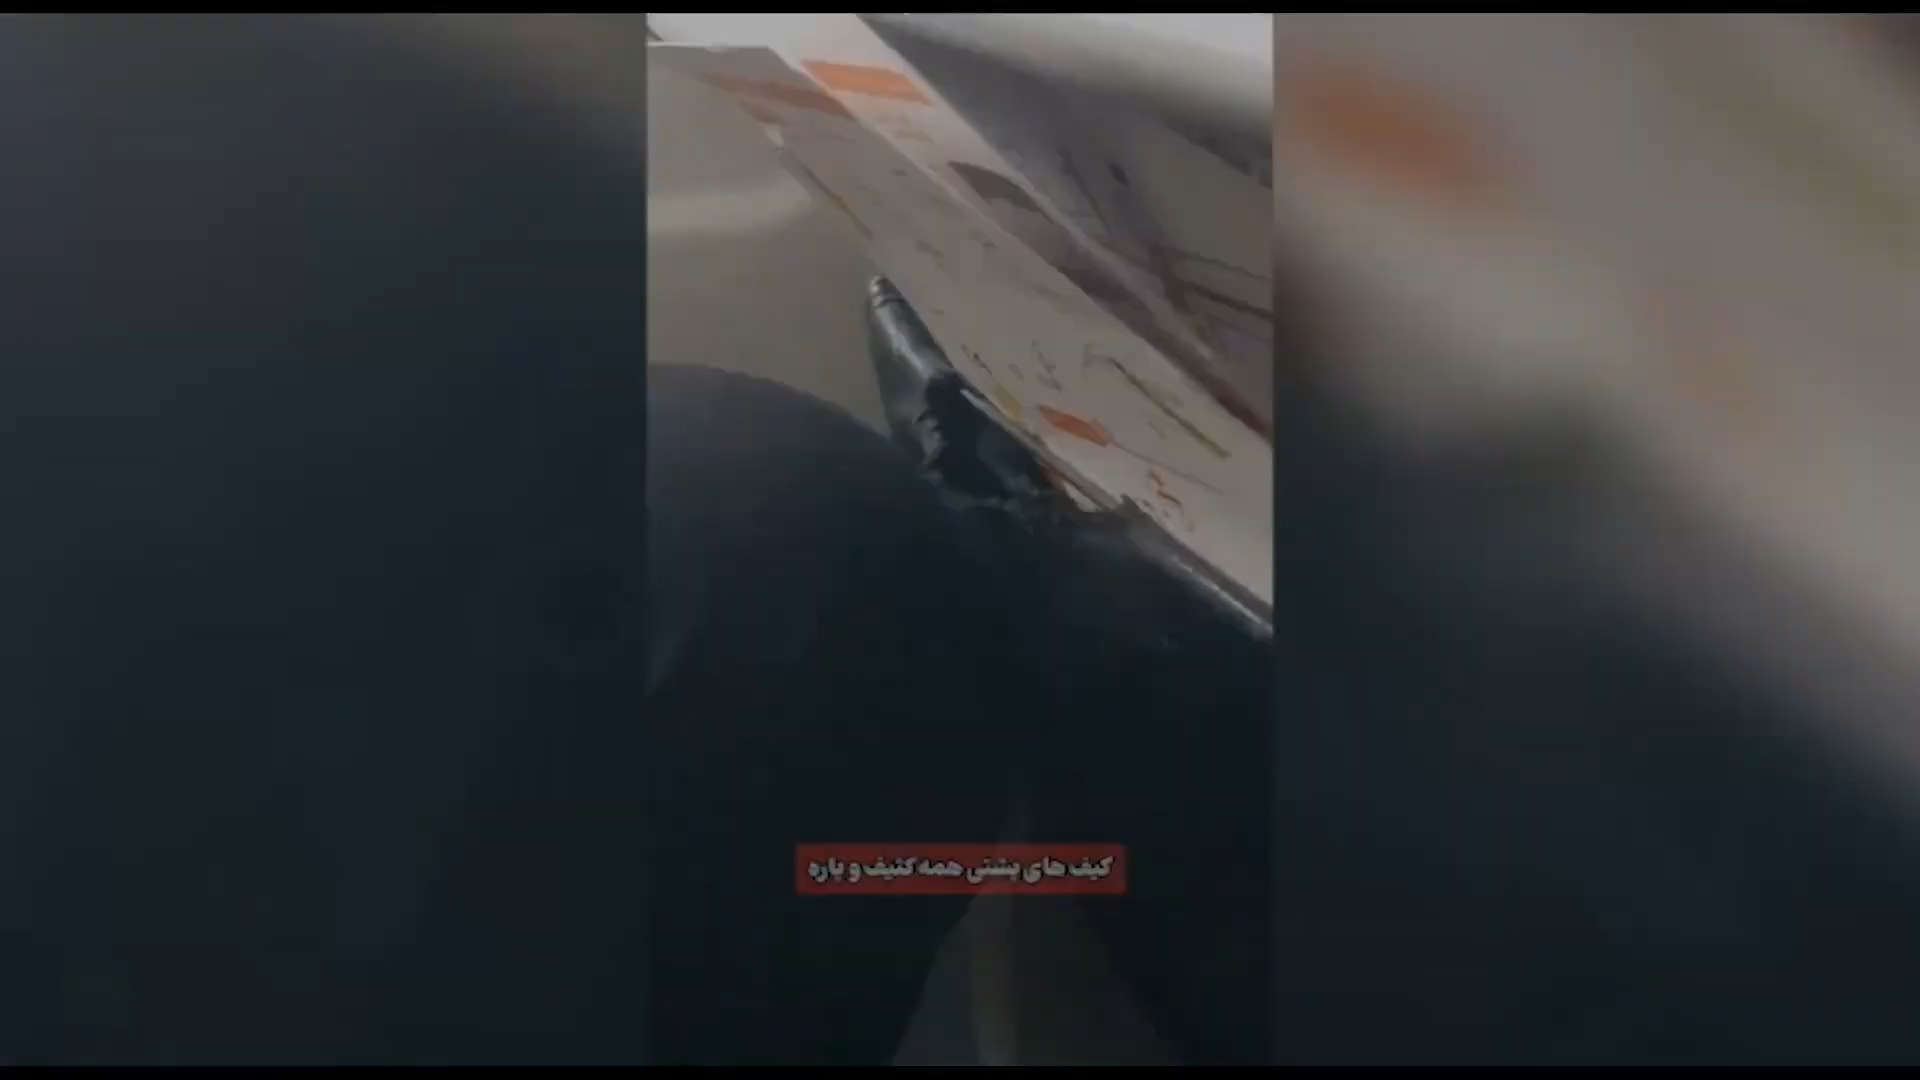 کیف های پشتی همه کثیف و پاره